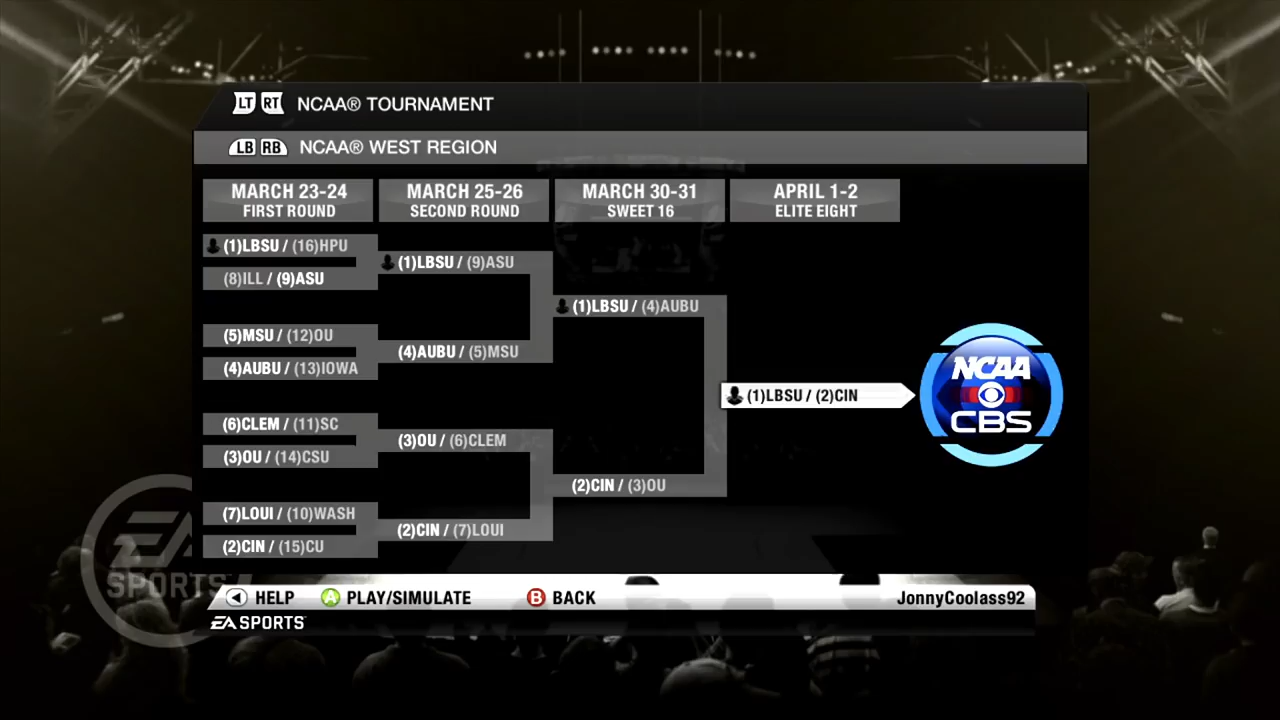 LT RT NCAA® TOURNAMENT
LB RB NCAA® WEST REGION
MARCH 23-24
FIRST ROUND
MARCH 25-26
SECOND ROUND
MARCH 30-31
SWEET 16
APRIL 1-2
ELITE EIGHT
(1)LBSU / (16)HPU
(8)ILL / (9)ASU
(5)MSU / (12)OU
(4)AUBU / (13)IOWA
(6)CLEM / (11)SC
(3)OU / (14)CSU
(7)LOUI / (10)WASH
(2)CIN / (15)CU
(1)LBSU / (9)ASU
(4)AUBU / (5)MSU
(3)OU / (6)CLEM
(2)CIN / (7)LOUI
(1)LBSU / (4)AUBU
(2)CIN / (3)OU
(1)LBSU / (2)CIN
NCAA
CBS
EA
SPORTS
HELP A PLAY/SIMULATE B BACK JonnyCoolass92
EA SPORTS